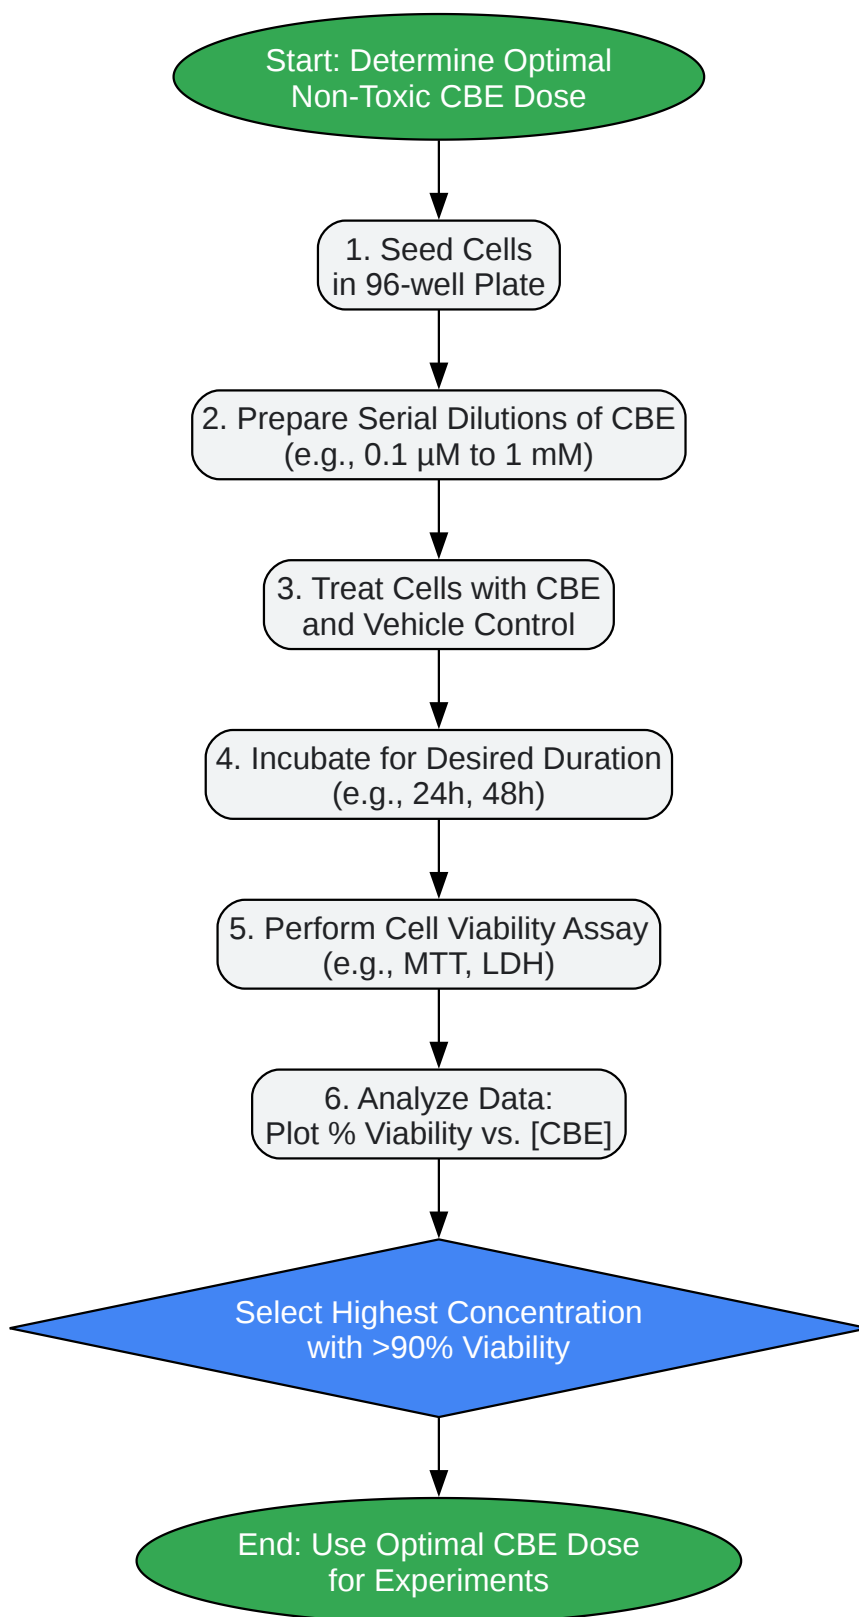 Start: Determine Optimal
Non-Toxic CBE Dose
1. Seed Cells
in 96-well Plate
2. Prepare Serial Dilutions of CBE
(e.g., 0.1 µM to 1 mM)
3. Treat Cells with CBE
and Vehicle Control
4. Incubate for Desired Duration
(e.g., 24h, 48h)
5. Perform Cell Viability Assay
(e.g., MTT, LDH)
6. Analyze Data:
Plot % Viability vs. [CBE]
Select Highest Concentration
with >90% Viability
End: Use Optimal CBE Dose
for Experiments